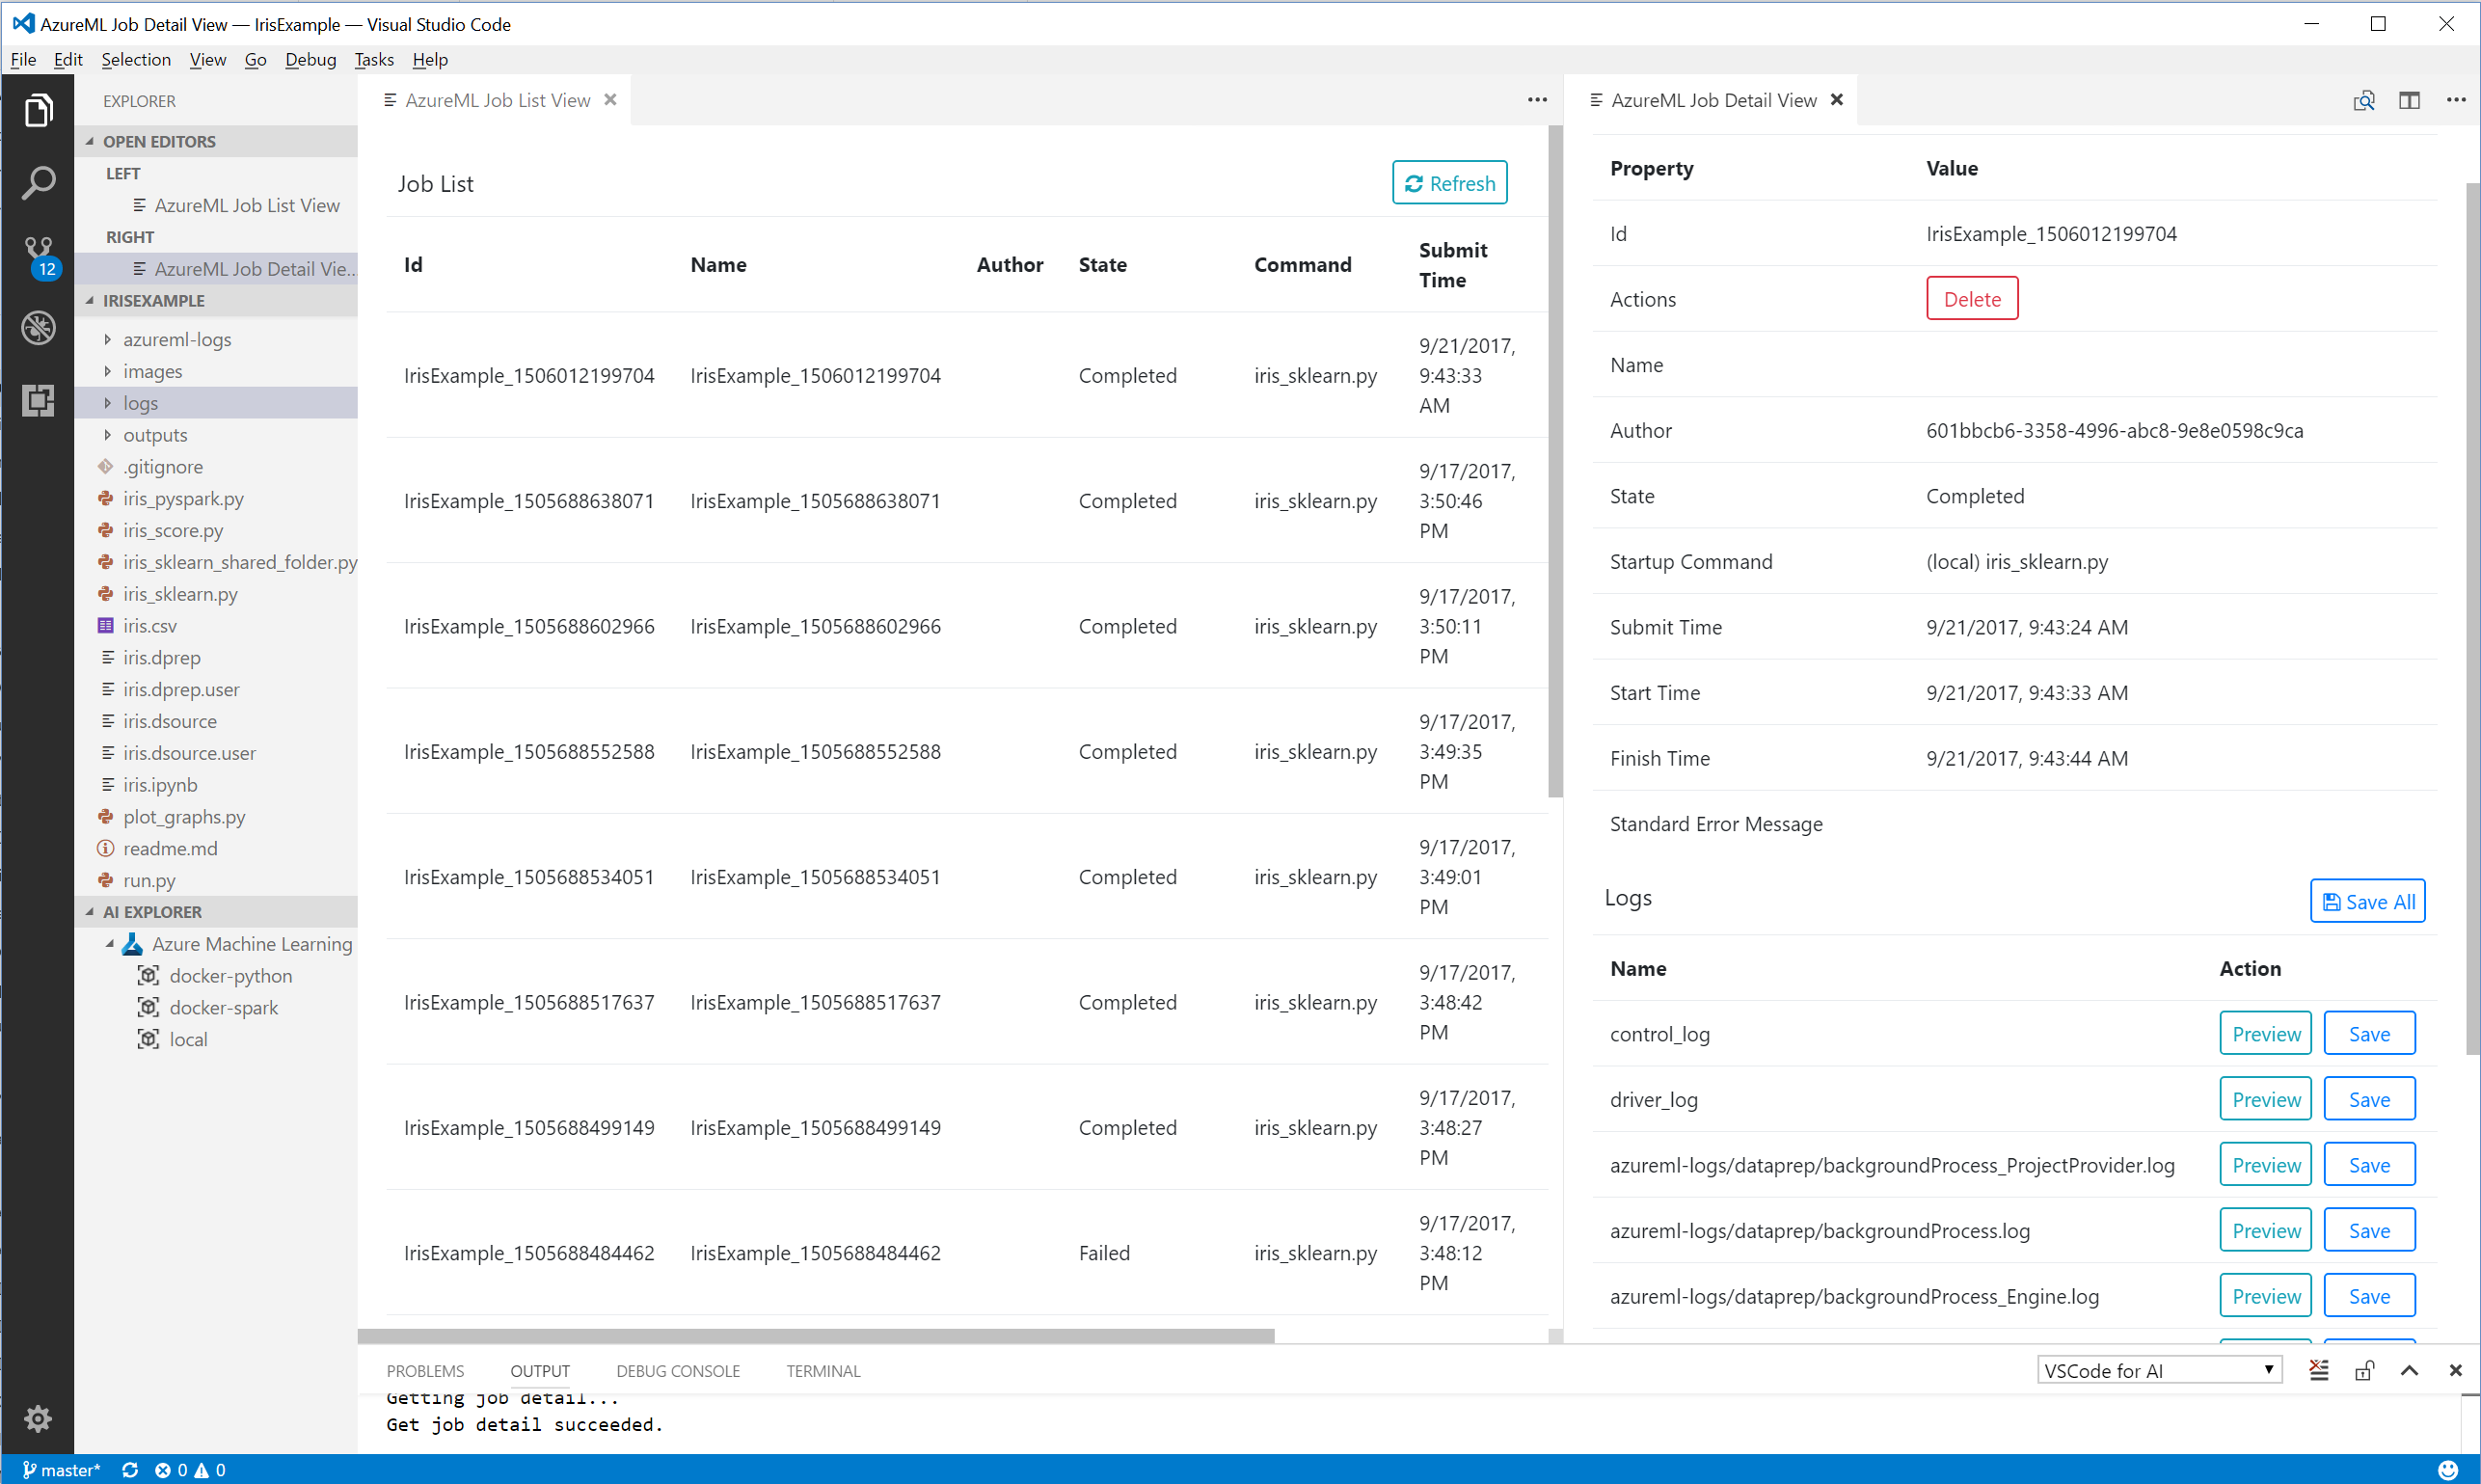 AzureML Job Detail View — IrisExample — Visual Studio Code
File Edit Selection View Go Debug Tasks Help
12
EXPLORER
OPEN EDITORS
LEFT
AzureML Job List View
RIGHT
AzureML Job Detail Vie...
IRISEXAMPLE
azureml-logs
images
logs
outputs
.gitignore
iris_pyspark.py
iris_score.py
iris_sklearn_shared_folder.py
iris_sklearn.py
iris.csv
iris.dprep
iris.dprep.user
iris.dsource
iris.dsource.user
iris.ipynb
plot_graphs.py
readme.md
run.py
AI EXPLORER
Azure Machine Learning
docker-python
docker-spark
local
AzureML Job List View
Job List Refresh
Id Name Author State Command Submit
Time
9/21/2017,
IrisExample_1506012199704 IrisExample_1506012199704 Completed iris_sklearn.py 9:43:33
AM
9/17/2017,
IrisExample_1505688638071 IrisExample_1505688638071 Completed iris_sklearn.py 3:50:46
PM
9/17/2017,
IrisExample_1505688602966 IrisExample_1505688602966 Completed iris_sklearn.py 3:50:11
PM
9/17/2017,
IrisExample_1505688552588 IrisExample_1505688552588 Completed iris_sklearn.py 3:49:35
PM
9/17/2017,
IrisExample_1505688534051 IrisExample_1505688534051 Completed iris_sklearn.py 3:49:01
PM
9/17/2017,
IrisExample_1505688517637 IrisExample_1505688517637 Completed iris_sklearn.py 3:48:42
PM
9/17/2017,
IrisExample_1505688499149 IrisExample_1505688499149 Completed iris_sklearn.py 3:48:27
PM
9/17/2017,
IrisExample_1505688484462 IrisExample_1505688484462 Failed iris_sklearn.py 3:48:12
PM
AzureML Job Detail View
Property Value
Id IrisExample_1506012199704
Actions Delete
Name
Author 601bbcb6-3358-4996-abc8-9e8e0598c9ca
State Completed
Startup Command (local) iris_sklearn.py
Submit Time 9/21/2017, 9:43:24 AM
Start Time 9/21/2017, 9:43:33 AM
Finish Time 9/21/2017, 9:43:44 AM
Standard Error Message
Logs Save All
Name Action
control_log Preview Save
driver_log Preview Save
azureml-logs/dataprep/backgroundProcess_ProjectProvider.log Preview Save
azureml-logs/dataprep/backgroundProcess.log Preview Save
azureml-logs/dataprep/backgroundProcess_Engine.log Preview Save
PROBLEMS OUTPUT DEBUG CONSOLE TERMINAL VSCode for AI
Getting job detail...
Get job detail succeeded.
master* 0 0